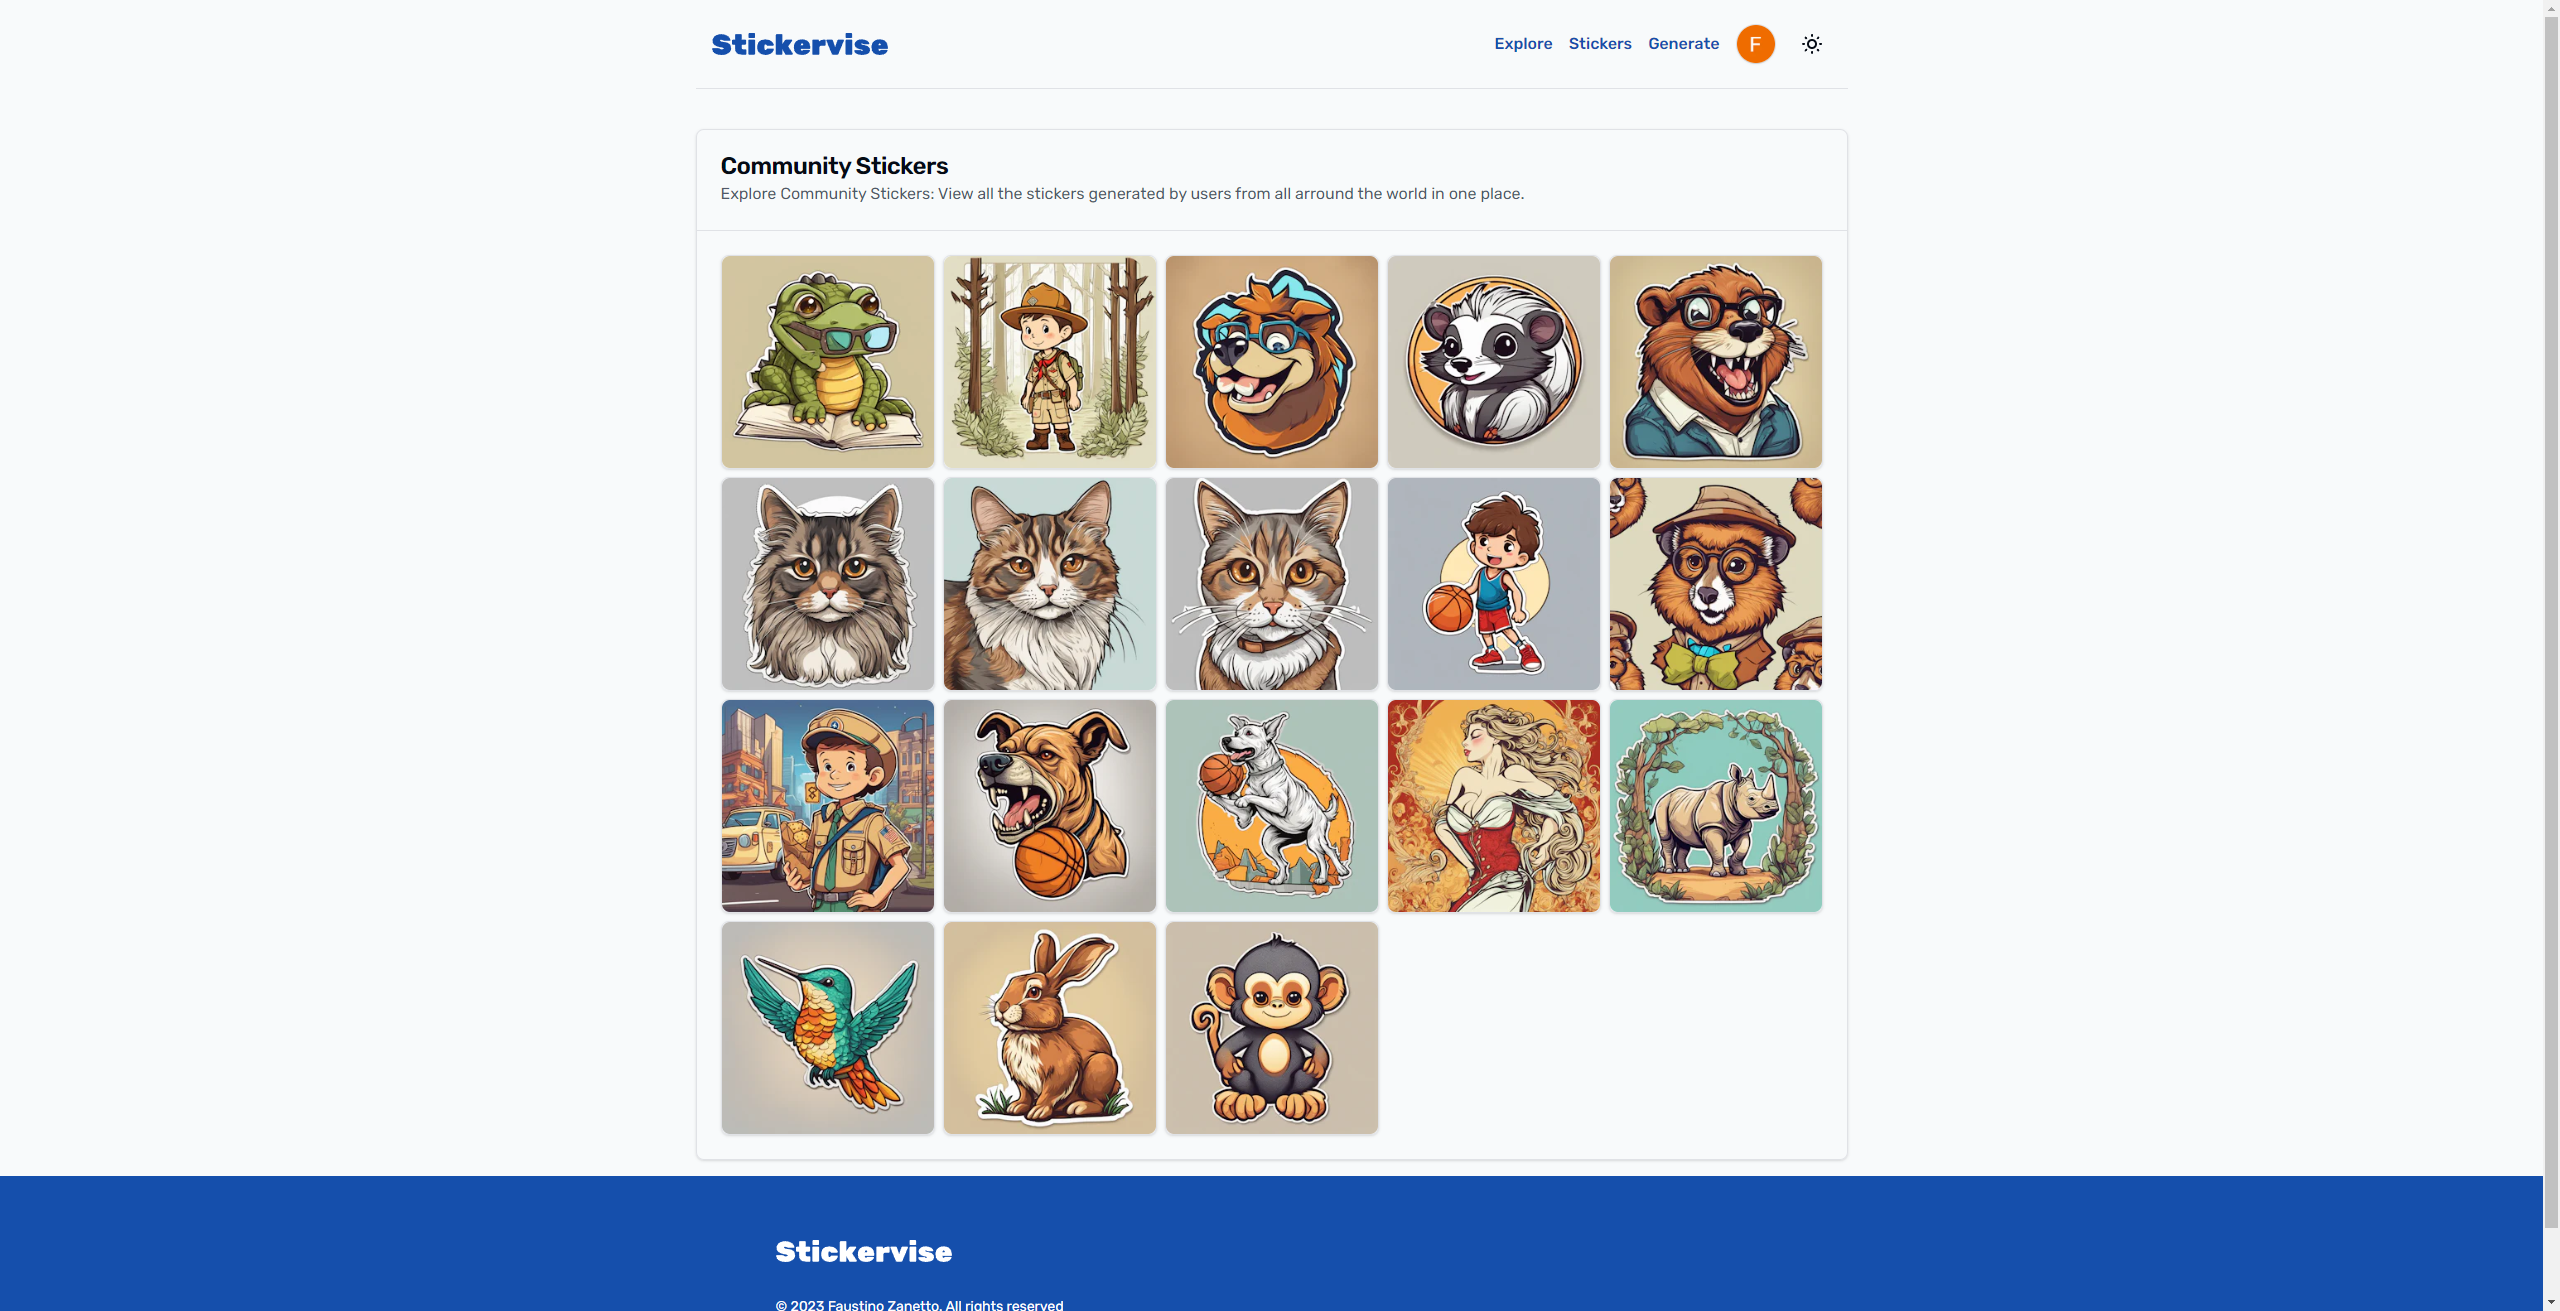 Stickervise
Explore Stickers Generate F
Community Stickers
Explore Community Stickers: View all the stickers generated by users from all arround the world in one place.
Stickervise
© 2023 Faustino Zanetto. All rights reserved